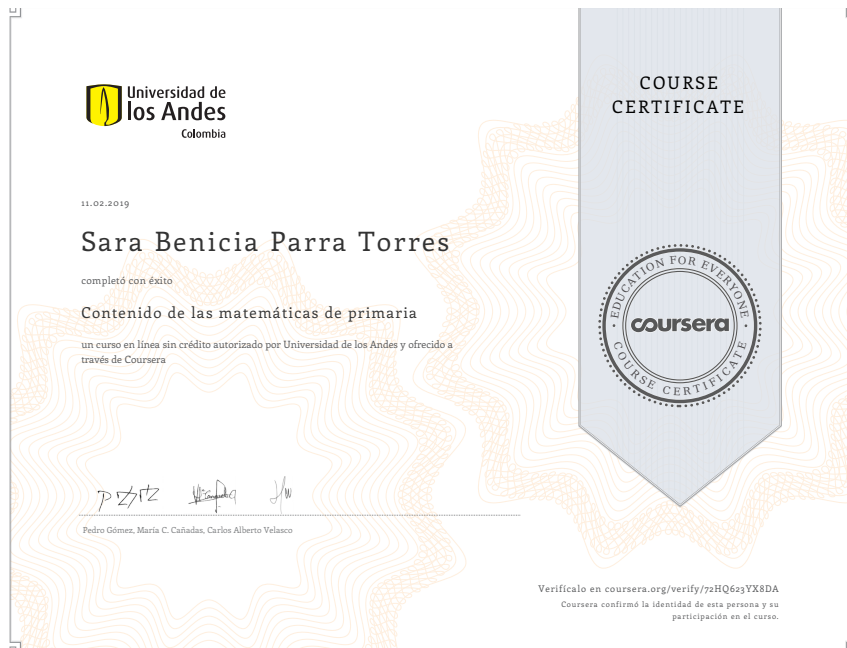 Universidad de
los Andes
Colombia
COURSE
CERTIFICATE
11.02.2019
Sara Benicia Parra Torres
completó con éxito
Contenido de las matemáticas de primaria
un curso en línea sin crédito autorizado por Universidad de los Andes y ofrecido a
través de Coursera
EDUCATION FOR EVERYONE
coursera
COURSE CERTIFICATE
Pedro Gómez, María C. Cañadas, Carlos Alberto Velasco
Verifícalo en coursera.org/verify/72HQ623YX8DA
Coursera confirmó la identidad de esta persona y su
participación en el curso.